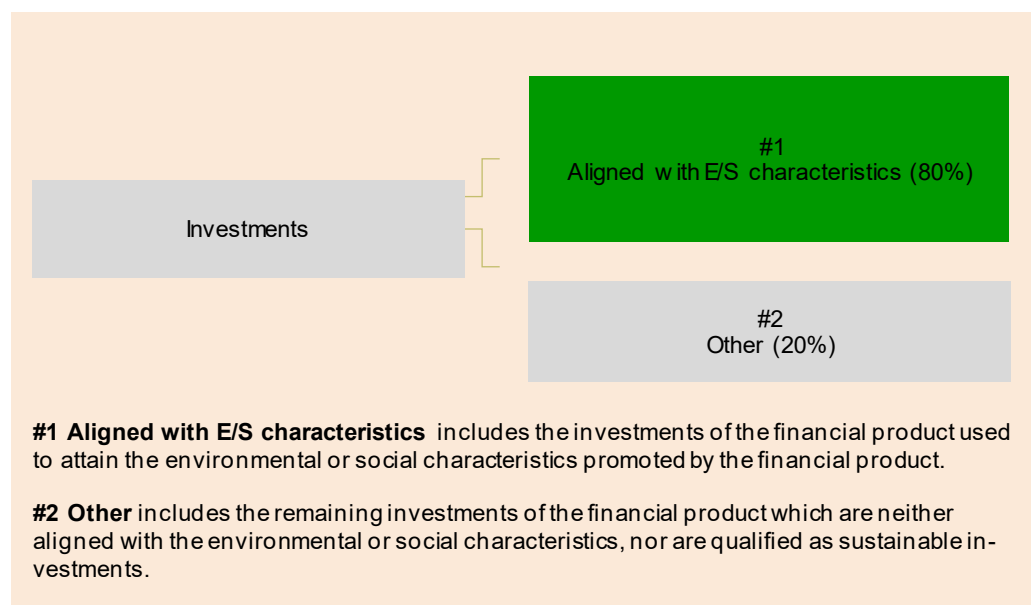 #1
Aligned with E/S characteristics (80%)
Investments
#2
Other (20%)
#1 Aligned with E/S characteristics includes the investments of the financial product used
to attain the environmental or social characteristics promoted by the financial product.
#2 Other includes the remaining investments of the financial product which are neither
aligned with the environmental or social characteristics, nor are qualified as sustainable in-
vestments.